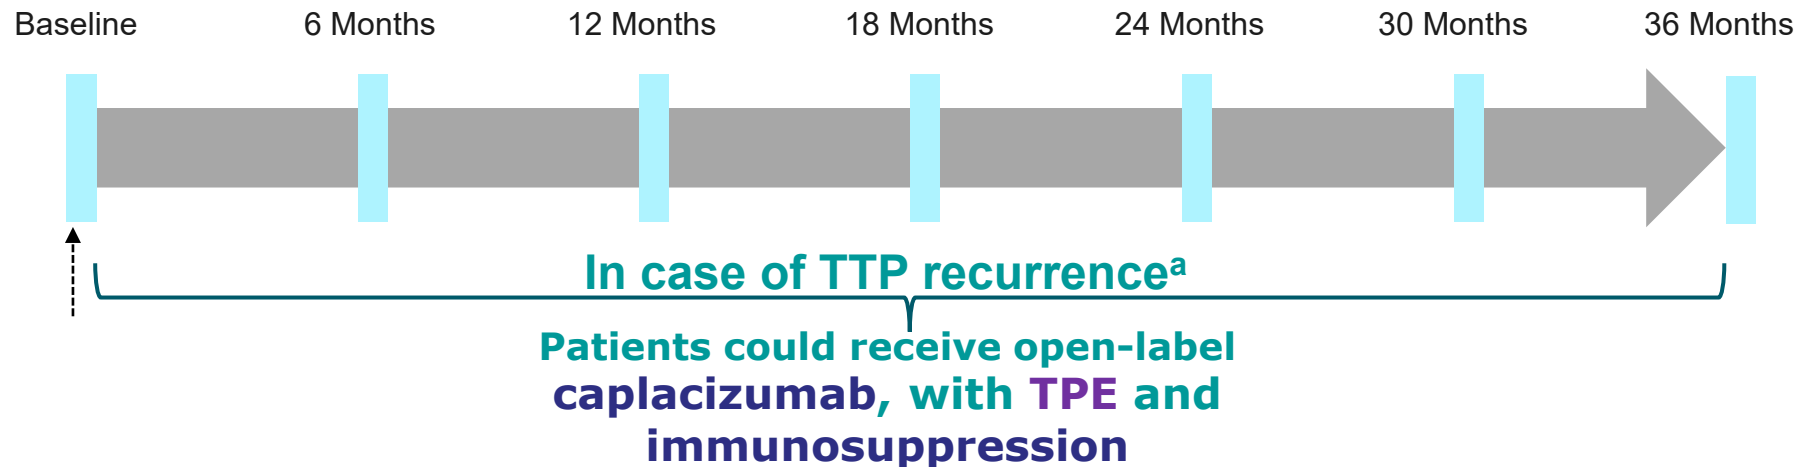 Baseline 6 Months 12 Months 18 Months 24 Months 30 Months 36 Months
In case of TTP recurrenceᵃ
Patients could receive open-label
caplacizumab, with TPE and
immunosuppression